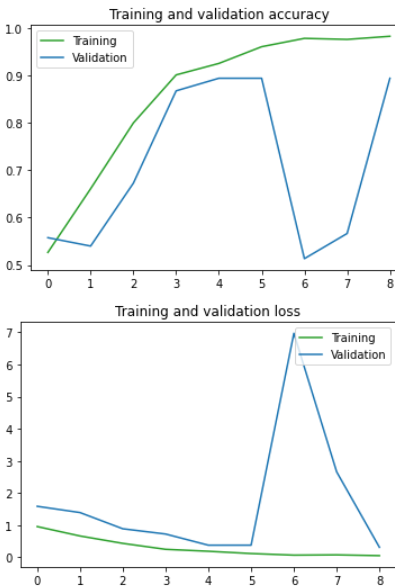 Training and validation accuracy
1.0
0.9
0.8
0.7
0.6
0.5
Training
Validation
0 1 2 3 4 5 6 7 8
Training and validation loss
7
6
5
4
3
2
1
0
Training
Validation
0 1 2 3 4 5 6 7 8